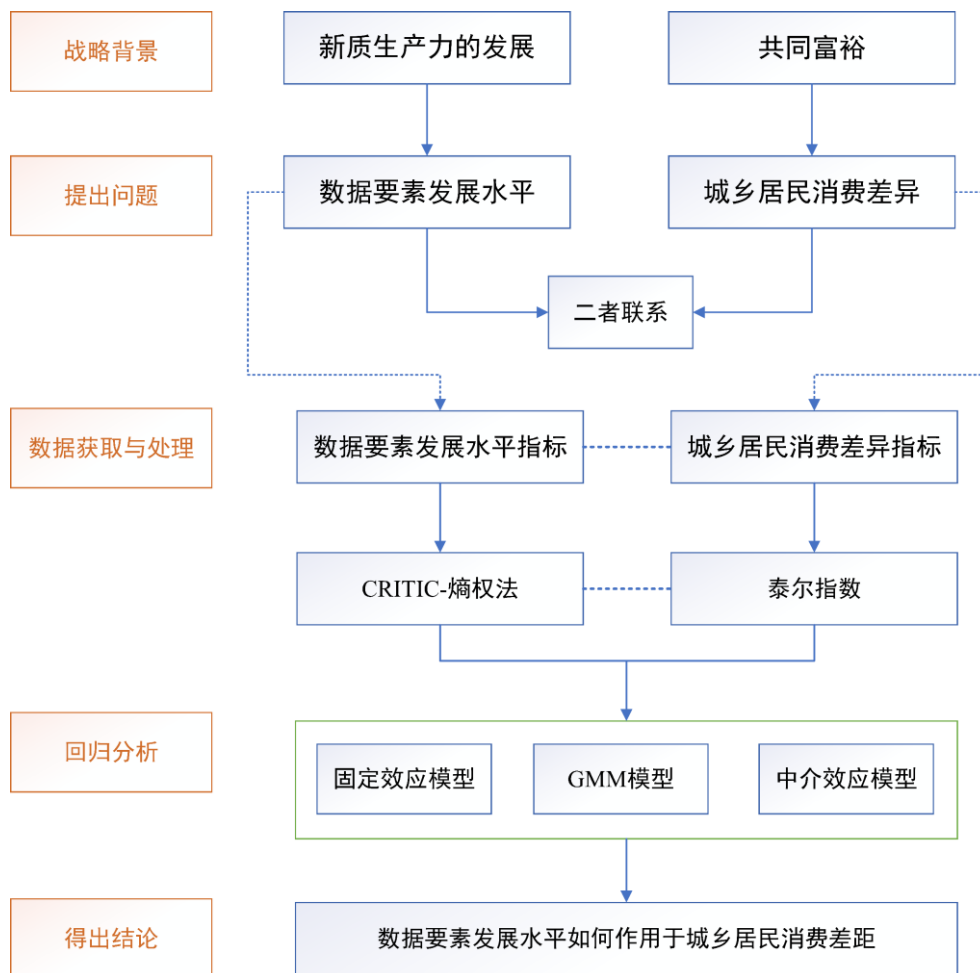 战略背景
新质生产力的发展
共同富裕
提出问题
数据要素发展水平
城乡居民消费差异
二者联系
数据获取与处理
数据要素发展水平指标
城乡居民消费差异指标
CRITIC-熵权法
泰尔指数
回归分析
固定效应模型
GMM模型
中介效应模型
得出结论
数据要素发展水平如何作用于城乡居民消费差距